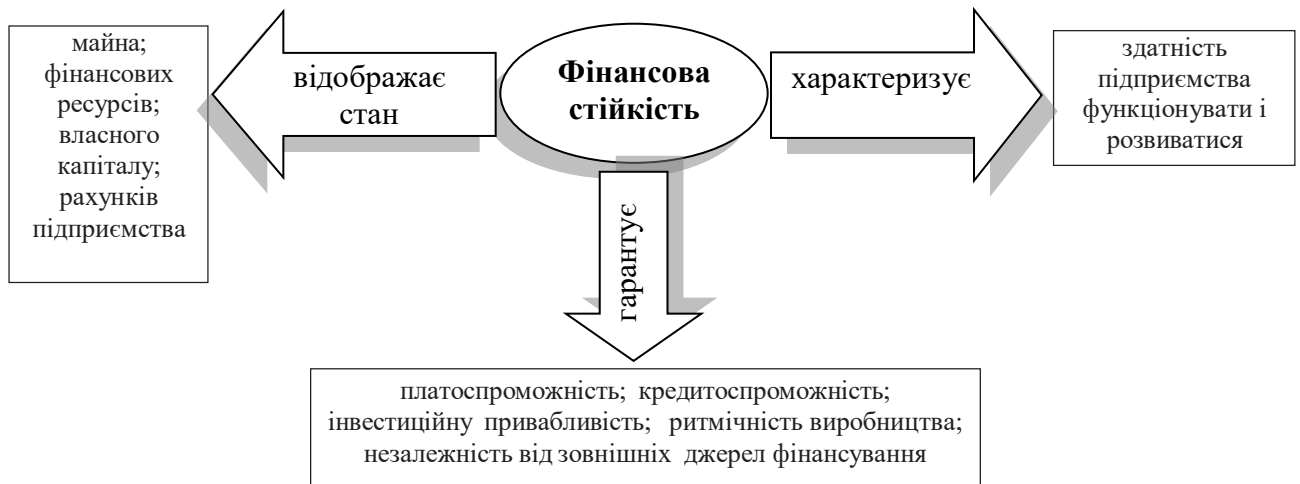 майна;
фінансових
ресурсів;
власного
капіталу;
рахунків
підприємства
відображає
стан
Фінансова
стійкість
характеризує
здатність
підприємства
функціонувати і
розвиватися
гарантує
платоспроможність; кредитоспроможність;
інвестиційну привабливість; ритмічність виробництва;
незалежність від зовнішніх джерел фінансування